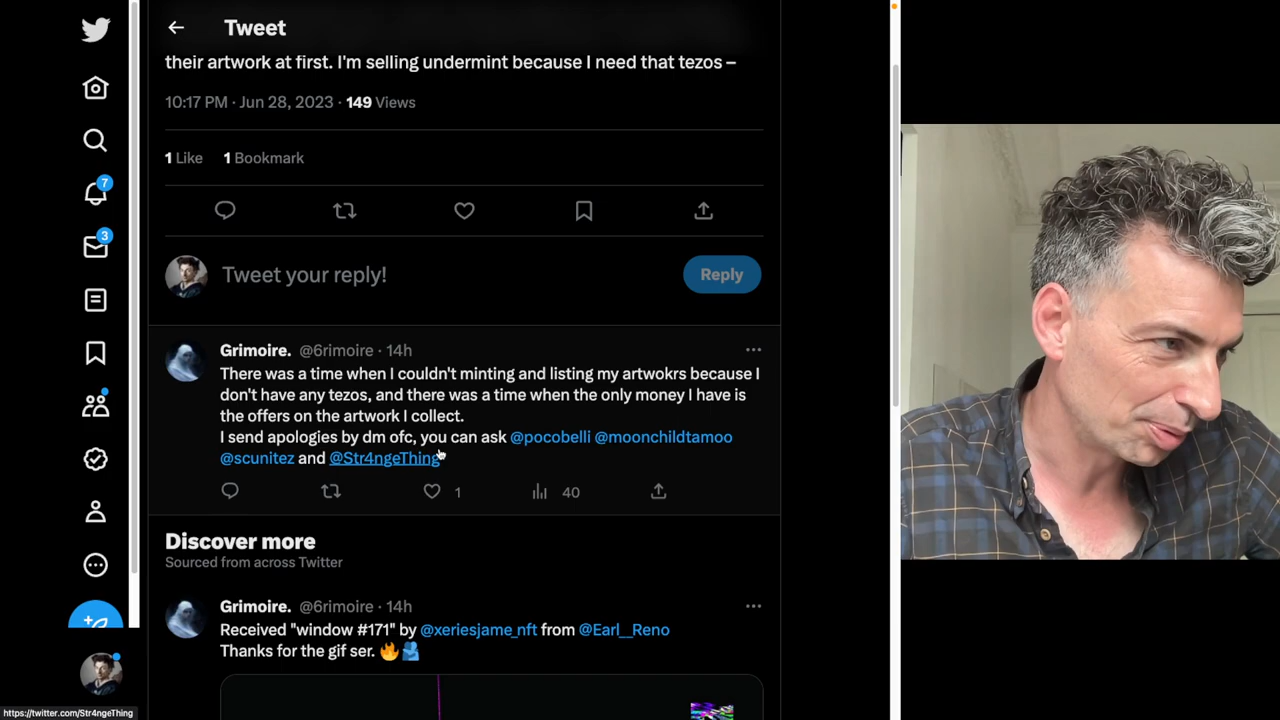 Tweet
their artwork at first. I'm selling undermint because I need that tezos –
10:17 PM · Jun 28, 2023 · 149 Views
1 Like 1 Bookmark
7
3
Tweet your reply!
Reply
Grimoire. @6rimoire · 14h
There was a time when I couldn't minting and listing my artwokrs because I
don't have any tezos, and there was a time when the only money I have is
the offers on the artwork I collect.
I send apologies by dm ofc, you can ask @pocobelli @moonchildtamoo
@scunitez and @Str4ngeThing
1 40
Discover more
Sourced from across Twitter
Grimoire. @6rimoire · 14h
Received "window #171" by @xeriesjame_nft from @Earl__Reno
Thanks for the gif ser. 🔥🫂
https://twitter.com/Str4ngeThing